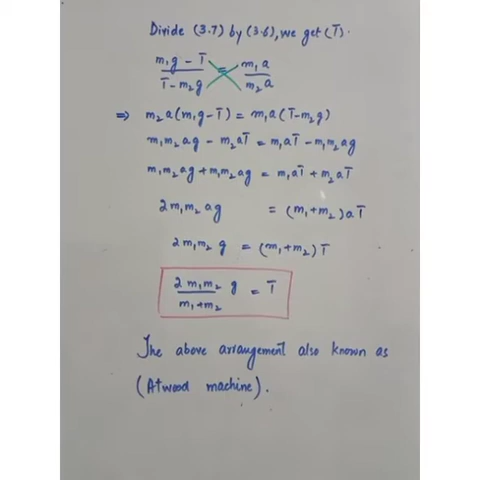 Divide (3.7) by (3.6), we get (T).
m₁g - T / T - m₂g = m₁a / m₂a
⇒ m₂a(m₁g-T) = m₁a(T-m₂g)
m₁m₂ag - m₂aT = m₁aT - m₁m₂ag
m₁m₂ag + m₁m₂ag = m₁aT + m₂aT
2m₁m₂ag = (m₁+m₂)aT
2m₁m₂g = (m₁+m₂)T
2m₁m₂ / m₁+m₂ g = T
The above arrangement also known as
(Atwood machine).